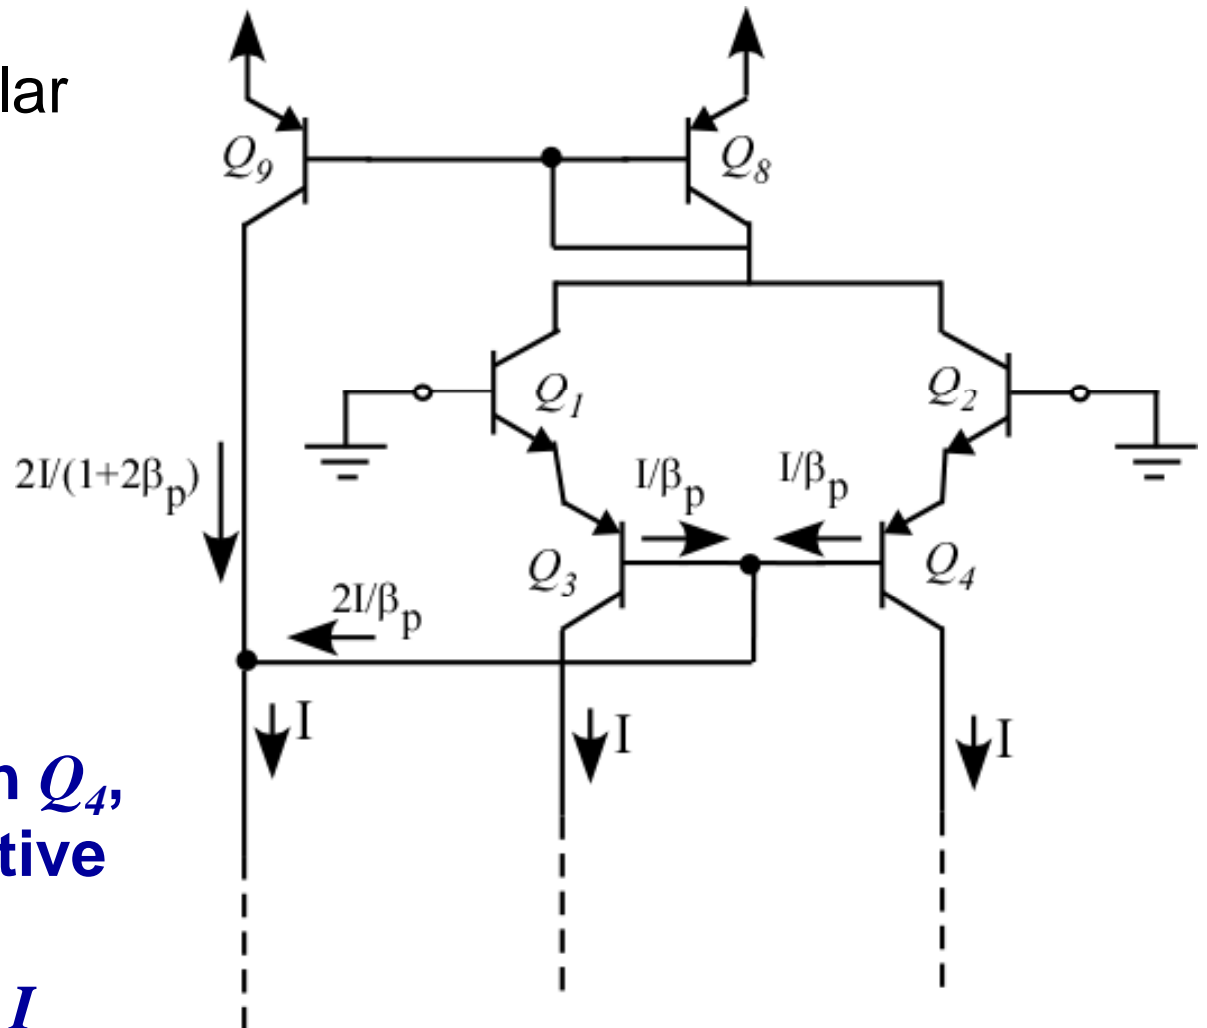 lar
Q9 Q8
Q1 Q2
2I/(1+2βp) I/βp I/βp
Q3 Q4
2I/βp
I I I
Q4,
tive
I